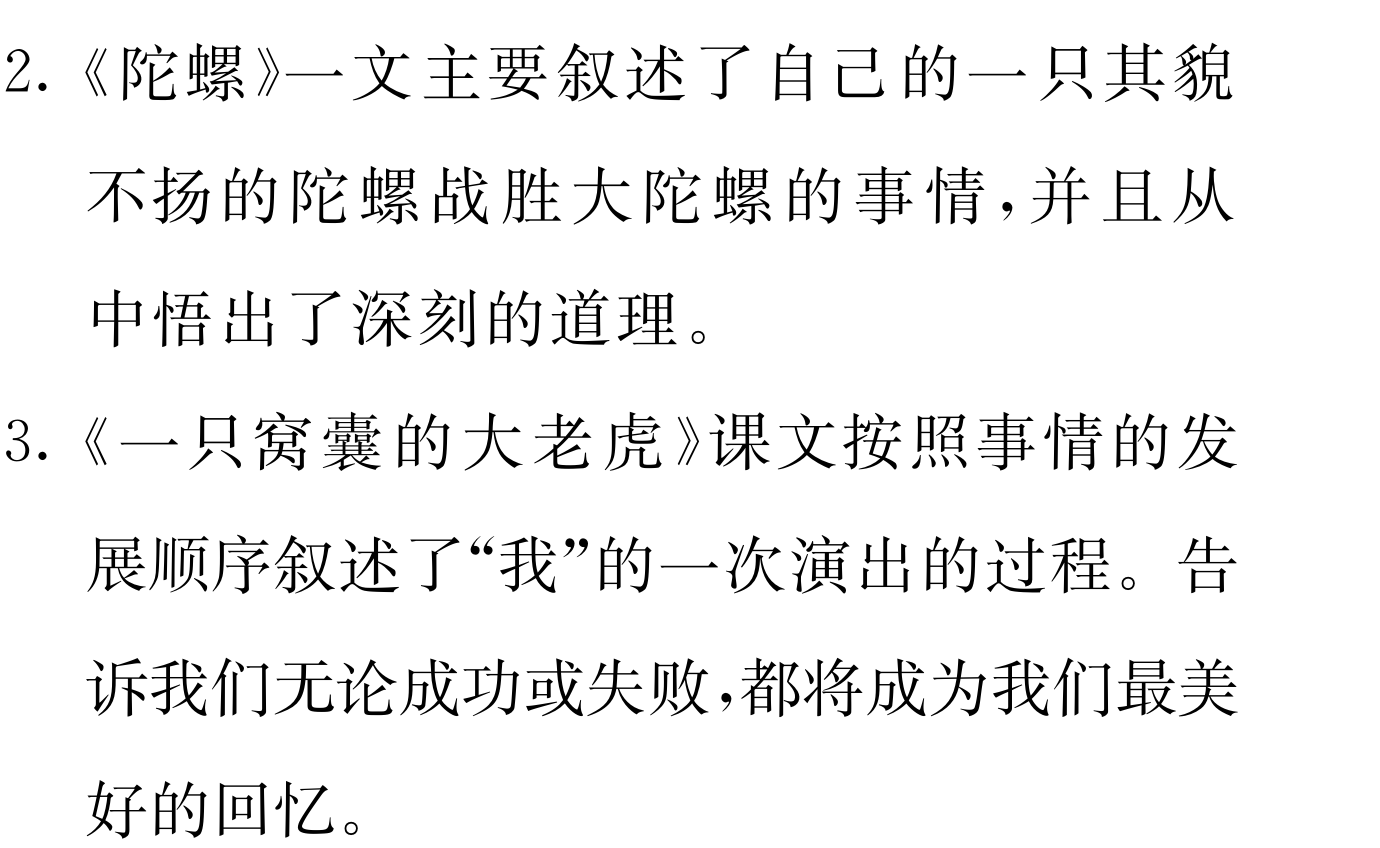 2.《陀螺》一文主要叙述了自己的一只其貌
不扬的陀螺战胜大陀螺的事情,并且从
中悟出了深刻的道理。
3.《一只窝囊的大老虎》课文按照事情的发
展顺序叙述了“我”的一次演出的过程。告
诉我们无论成功或失败,都将成为我们最美
好的回忆。